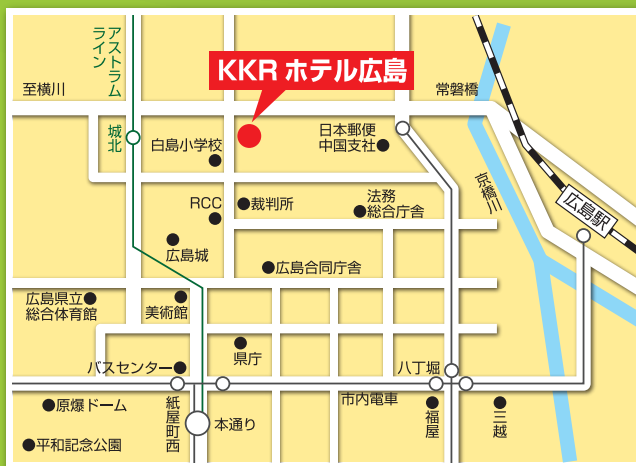 アストラム
ライン
KKR ホテル広島
至横川
常磐橋
城北
白島小学校
日本郵便
中国支社
京橋川
RCC
裁判所
法務
総合庁舎
広島駅
広島城
広島合同庁舎
広島県立
総合体育館
美術館
県庁
バスセンター
八丁堀
原爆ドーム
紙屋町西
本通り
市内電車
福屋
三越
平和記念公園